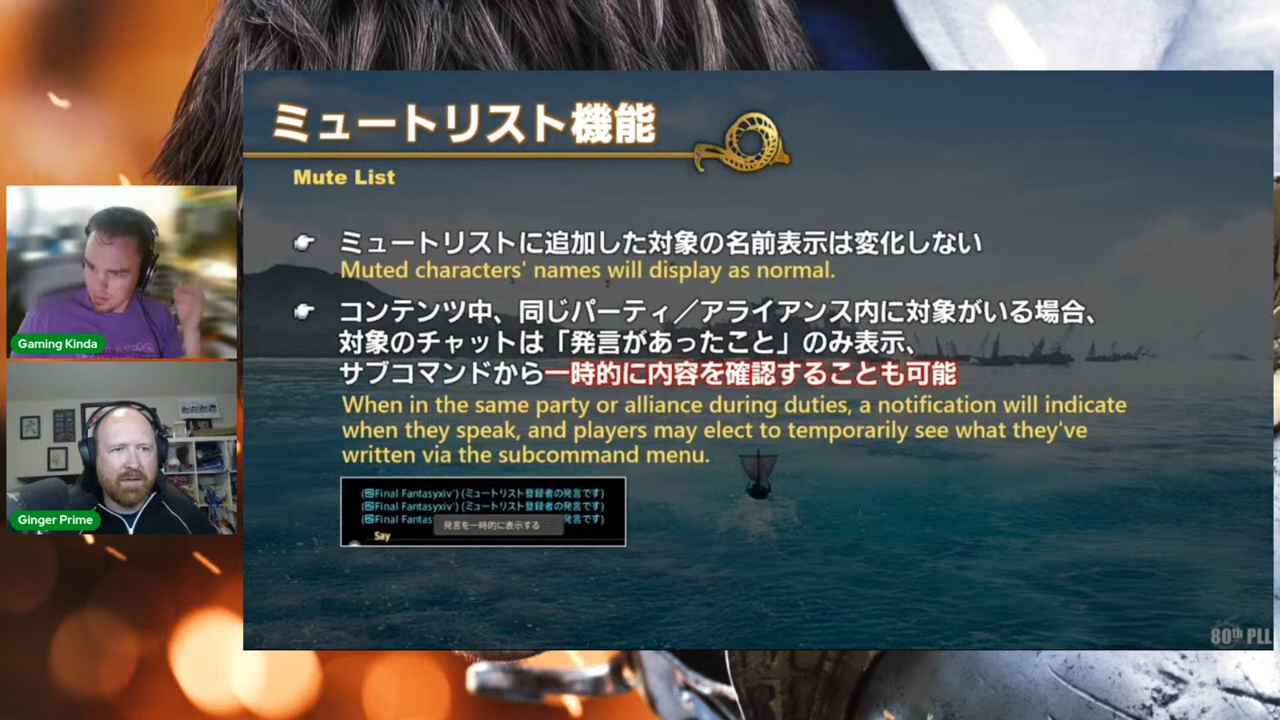 ミュートリスト機能
Mute List
ミュートリストに追加した対象の名前表示は変化しない
Muted characters' names will display as normal.
コンテンツ中、同じパーティ／アライアンス内に対象がいる場合、
対象のチャットは「発言があったこと」のみ表示、
サブコマンドから一時的に内容を確認することも可能
When in the same party or alliance during duties, a notification will indicate
when they speak, and players may elect to temporarily see what they've
written via the subcommand menu.
Final Fantasyxiv') (ミュートリスト登録者の発言です)
Final Fantasyxiv') (ミュートリスト登録者の発言です)
Final Fantas 発言です)
発言を一時的に表示する
Say
80th PLL
Gaming Kinda
Ginger Prime